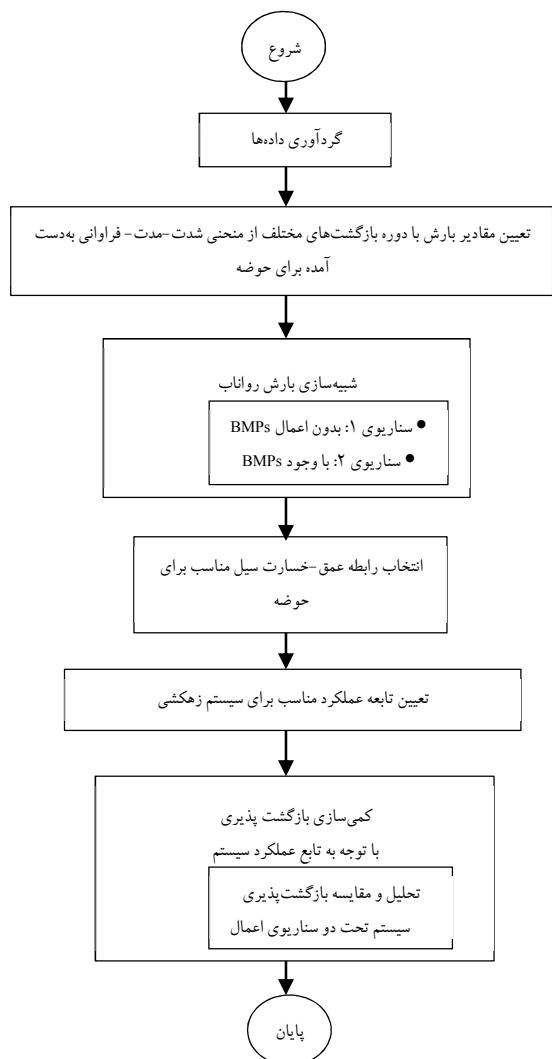 شروع
گردآوری داده‌ها
تعیین مقادیر بارش با دوره بازگشت‌های مختلف از منحنی شدت-مدت- فراوانی به‌دست
آمده برای حوضه
شبیه‌سازی بارش رواناب
● سناریوی ۱: بدون اعمال BMPs
● سناریوی ۲: با وجود BMPs
انتخاب رابطه عمق-خسارت سیل مناسب برای
حوضه
تعیین تابعه عملکرد مناسب برای سیستم زهکشی
کمی‌سازی بازگشت پذیری
با توجه به تابع عملکرد سیستم
تحلیل و مقایسه بازگشت‌پذیری
سیستم تحت دو سناریوی اعمال
پایان